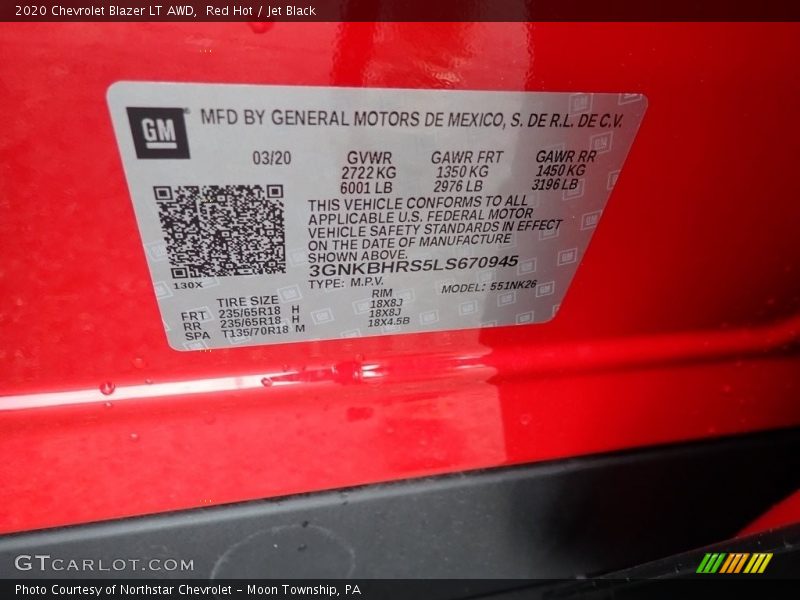 2020 Chevrolet Blazer LT AWD,  Red Hot / Jet Black
GM
MFD BY GENERAL MOTORS DE MEXICO, S. DE R.L. DE C.V.
03/20 GVWR GAWR FRT GAWR RR
2722 KG 1350 KG 1450 KG
6001 LB 2976 LB 3196 LB
THIS VEHICLE CONFORMS TO ALL
APPLICABLE U.S. FEDERAL MOTOR
VEHICLE SAFETY STANDARDS IN EFFECT
ON THE DATE OF MANUFACTURE
SHOWN ABOVE.
3GNKBHRS5LS670945
130X
TYPE: M.P.V. MODEL: 551NK26
TIRE SIZE RIM
FRT 235/65R18 H 18X8J
RR 235/65R18 H 18X8J
SPA T135/70R18 M 18X4.5B
GTCARLOT.COM
Photo Courtesy of Northstar Chevrolet - Moon Township, PA